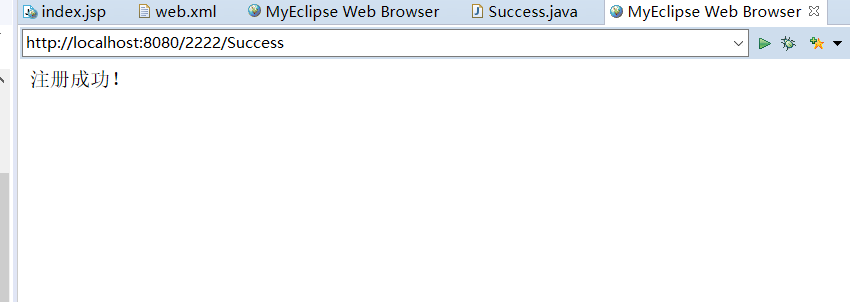 index.jsp web.xml MyEclipse Web Browser Success.java MyEclipse Web Browser
http://localhost:8080/2222/Success
注册成功！